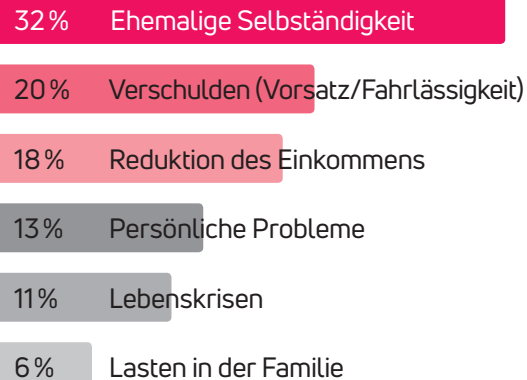 32 % Ehemalige Selbständigkeit
20 % Verschulden (Vorsatz/Fahrlässigkeit)
18 % Reduktion des Einkommens
13 % Persönliche Probleme
11 % Lebenskrisen
6 % Lasten in der Familie